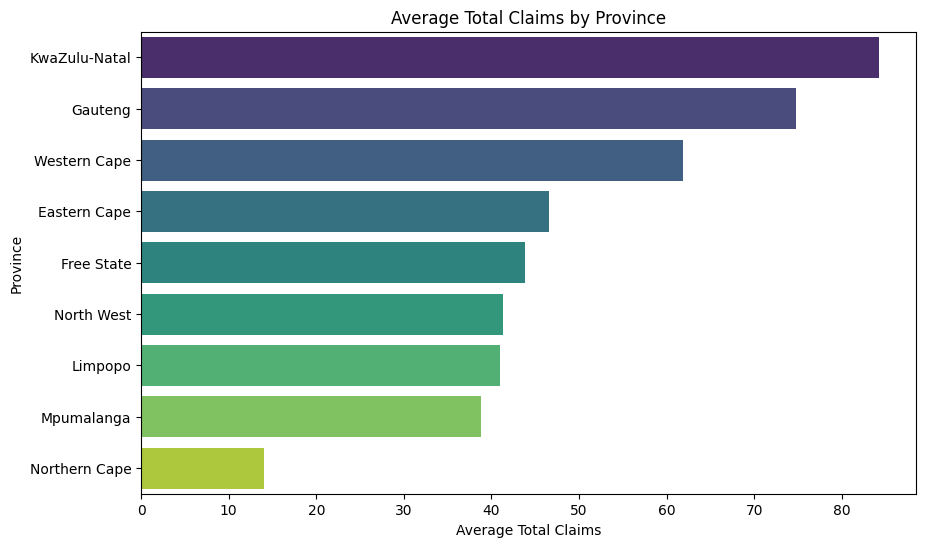 Average Total Claims by Province
Province
KwaZulu-Natal
Gauteng
Western Cape
Eastern Cape
Free State
North West
Limpopo
Mpumalanga
Northern Cape
0 10 20 30 40 50 60 70 80
Average Total Claims